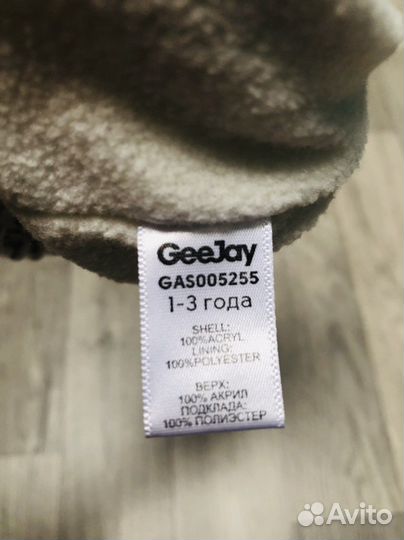 GeeJay
GAS005255
1-3 года
SHELL:
100%ACRYL
LINING:
100%POLYESTER
ВЕРХ:
100% АКРИЛ
ПОДКЛАДА:
100% ПОЛИЭСТЕР
Avito